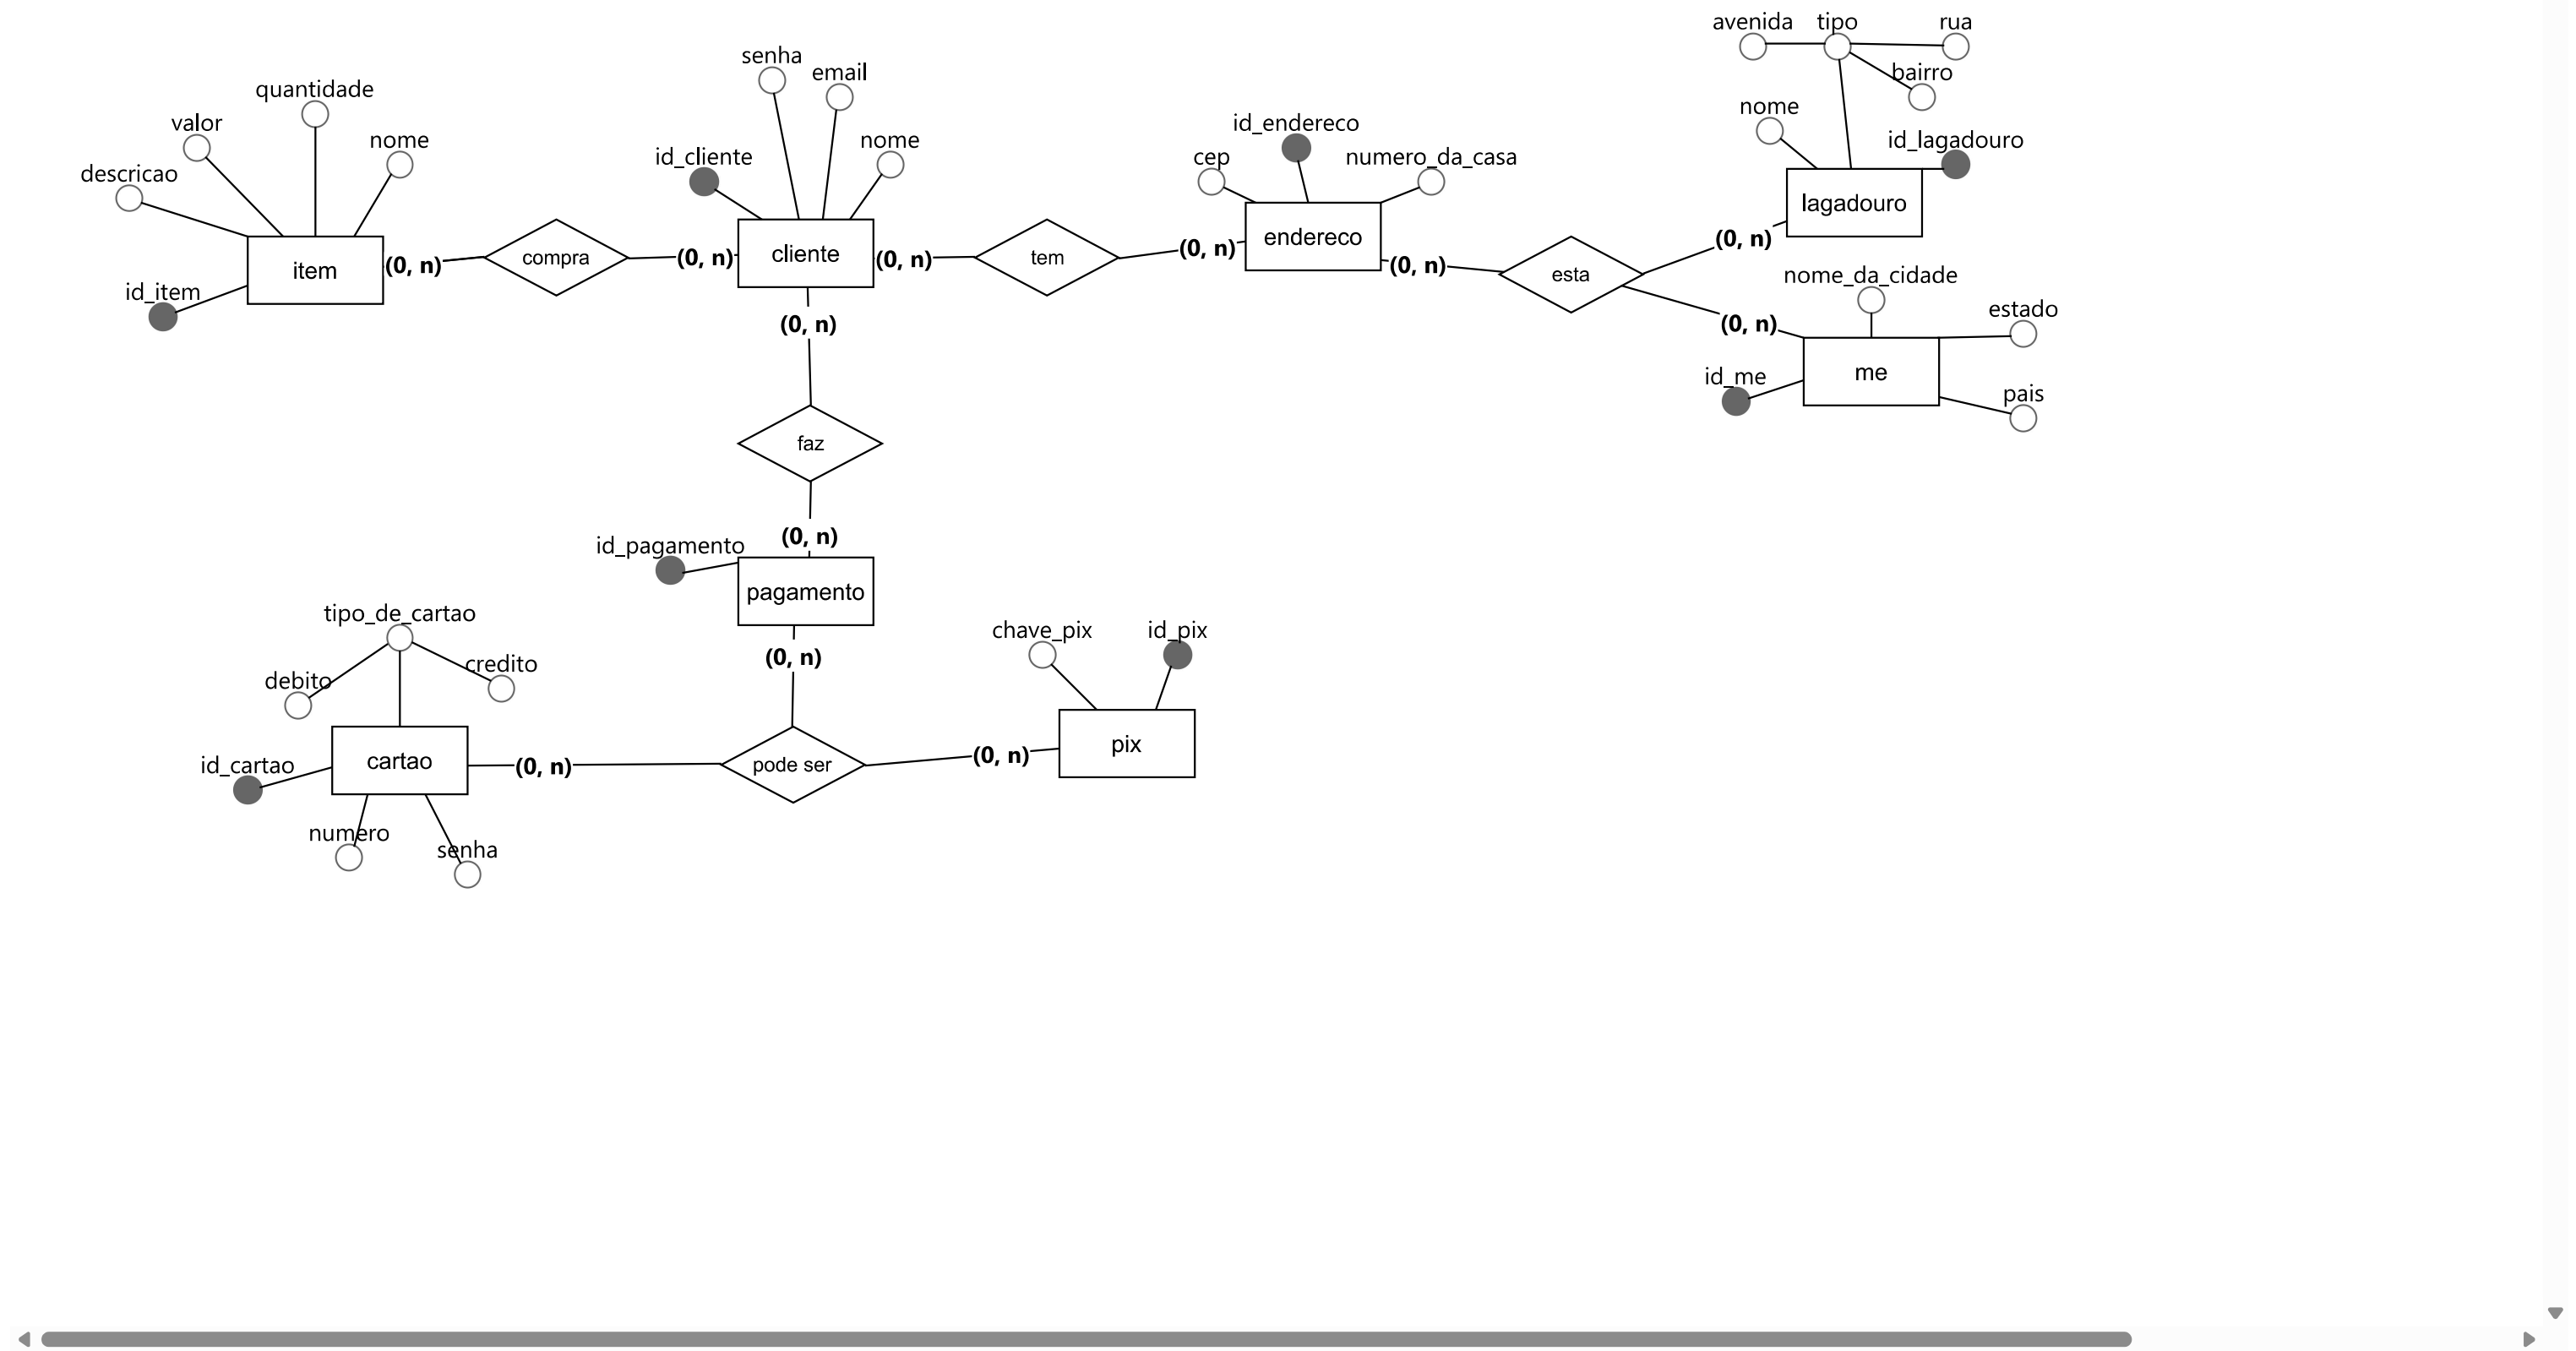 avenida
tipo
rua
senha
email
bairro
quantidade
nome
valor
id_endereco
nome
nome
id_lagadouro
descricao
id_cliente
cep
numero_da_casa
lagadouro
item
(0, n)
compra
(0, n)
cliente
(0, n)
tem
(0, n)
endereco
(0, n)
esta
(0, n)
nome_da_cidade
id_item
estado
(0, n)
(0, n)
id_me
me
pais
faz
(0, n)
id_pagamento
pagamento
tipo_de_cartao
chave_pix
id_pix
debito
credito
(0, n)
id_cartao
cartao
(0, n)
pode ser
(0, n)
pix
numero
senha